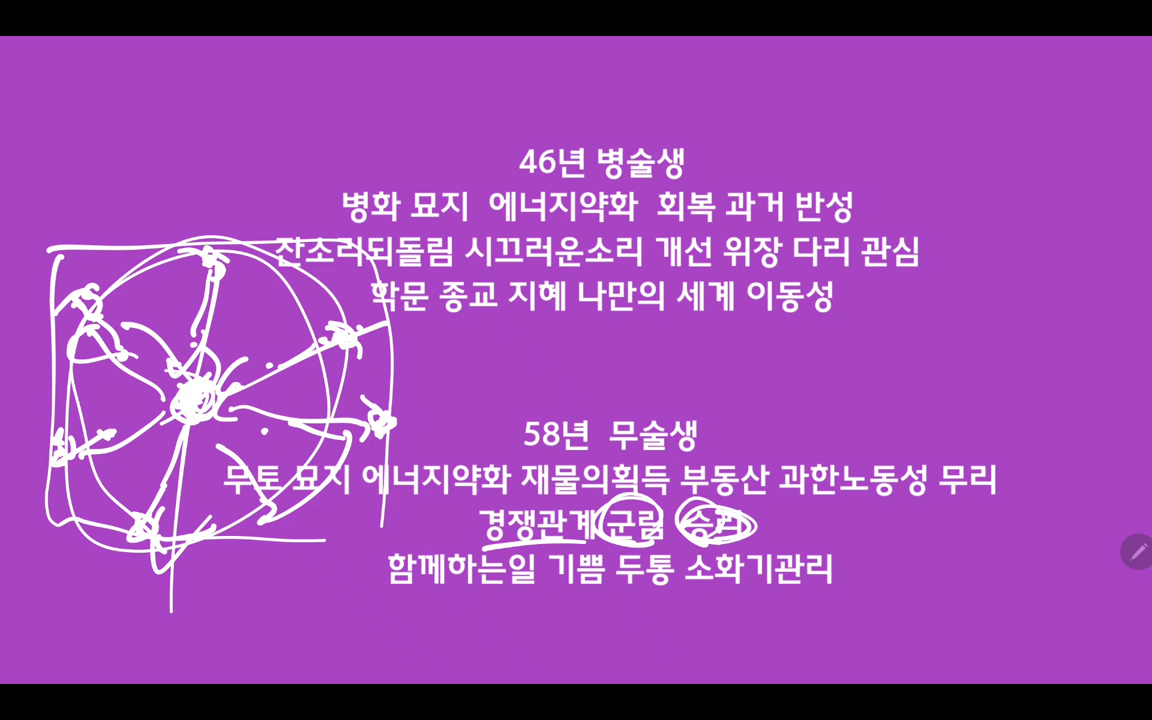 46년 병술생
병화 묘지 에너지약화 회복 과거 반성
잔소리되돌림 시끄러운소리 개선 위장 다리 관심
학문 종교 지혜 나만의 세계 이동성
58년 무술생
무토 묘지 에너지약화 재물의획득 부동산 과한노동성 무리
경쟁관계 군림 승리
함께하는일 기쁨 두통 소화기관리